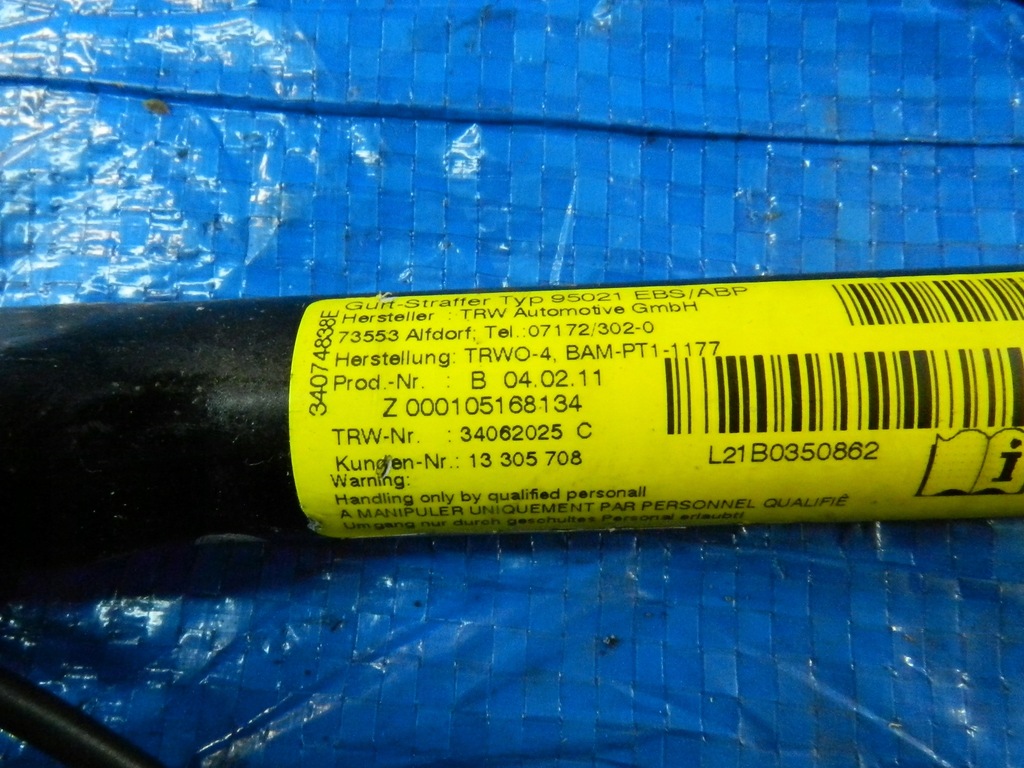 Gurt-Straffer Typ 95021 EBS/ABP
Hersteller : TRW Automotive GmbH
73553 Alfdorf; Tel.:07172/302-0
Herstellung: TRWO-4, BAM-PT1-1177
Prod.-Nr. : B 04.02.11
Z 000105168134
TRW-Nr. : 34062025 C
Kunden-Nr.: 13 305 708
Warning:
Handling only by qualified personall
A MANIPULER UNIQUEMENT PAR PERSONNEL QUALIFIÉ
Umgang nur durch geschultes Personal erlaubt!
34074838E
L21B0350862
i